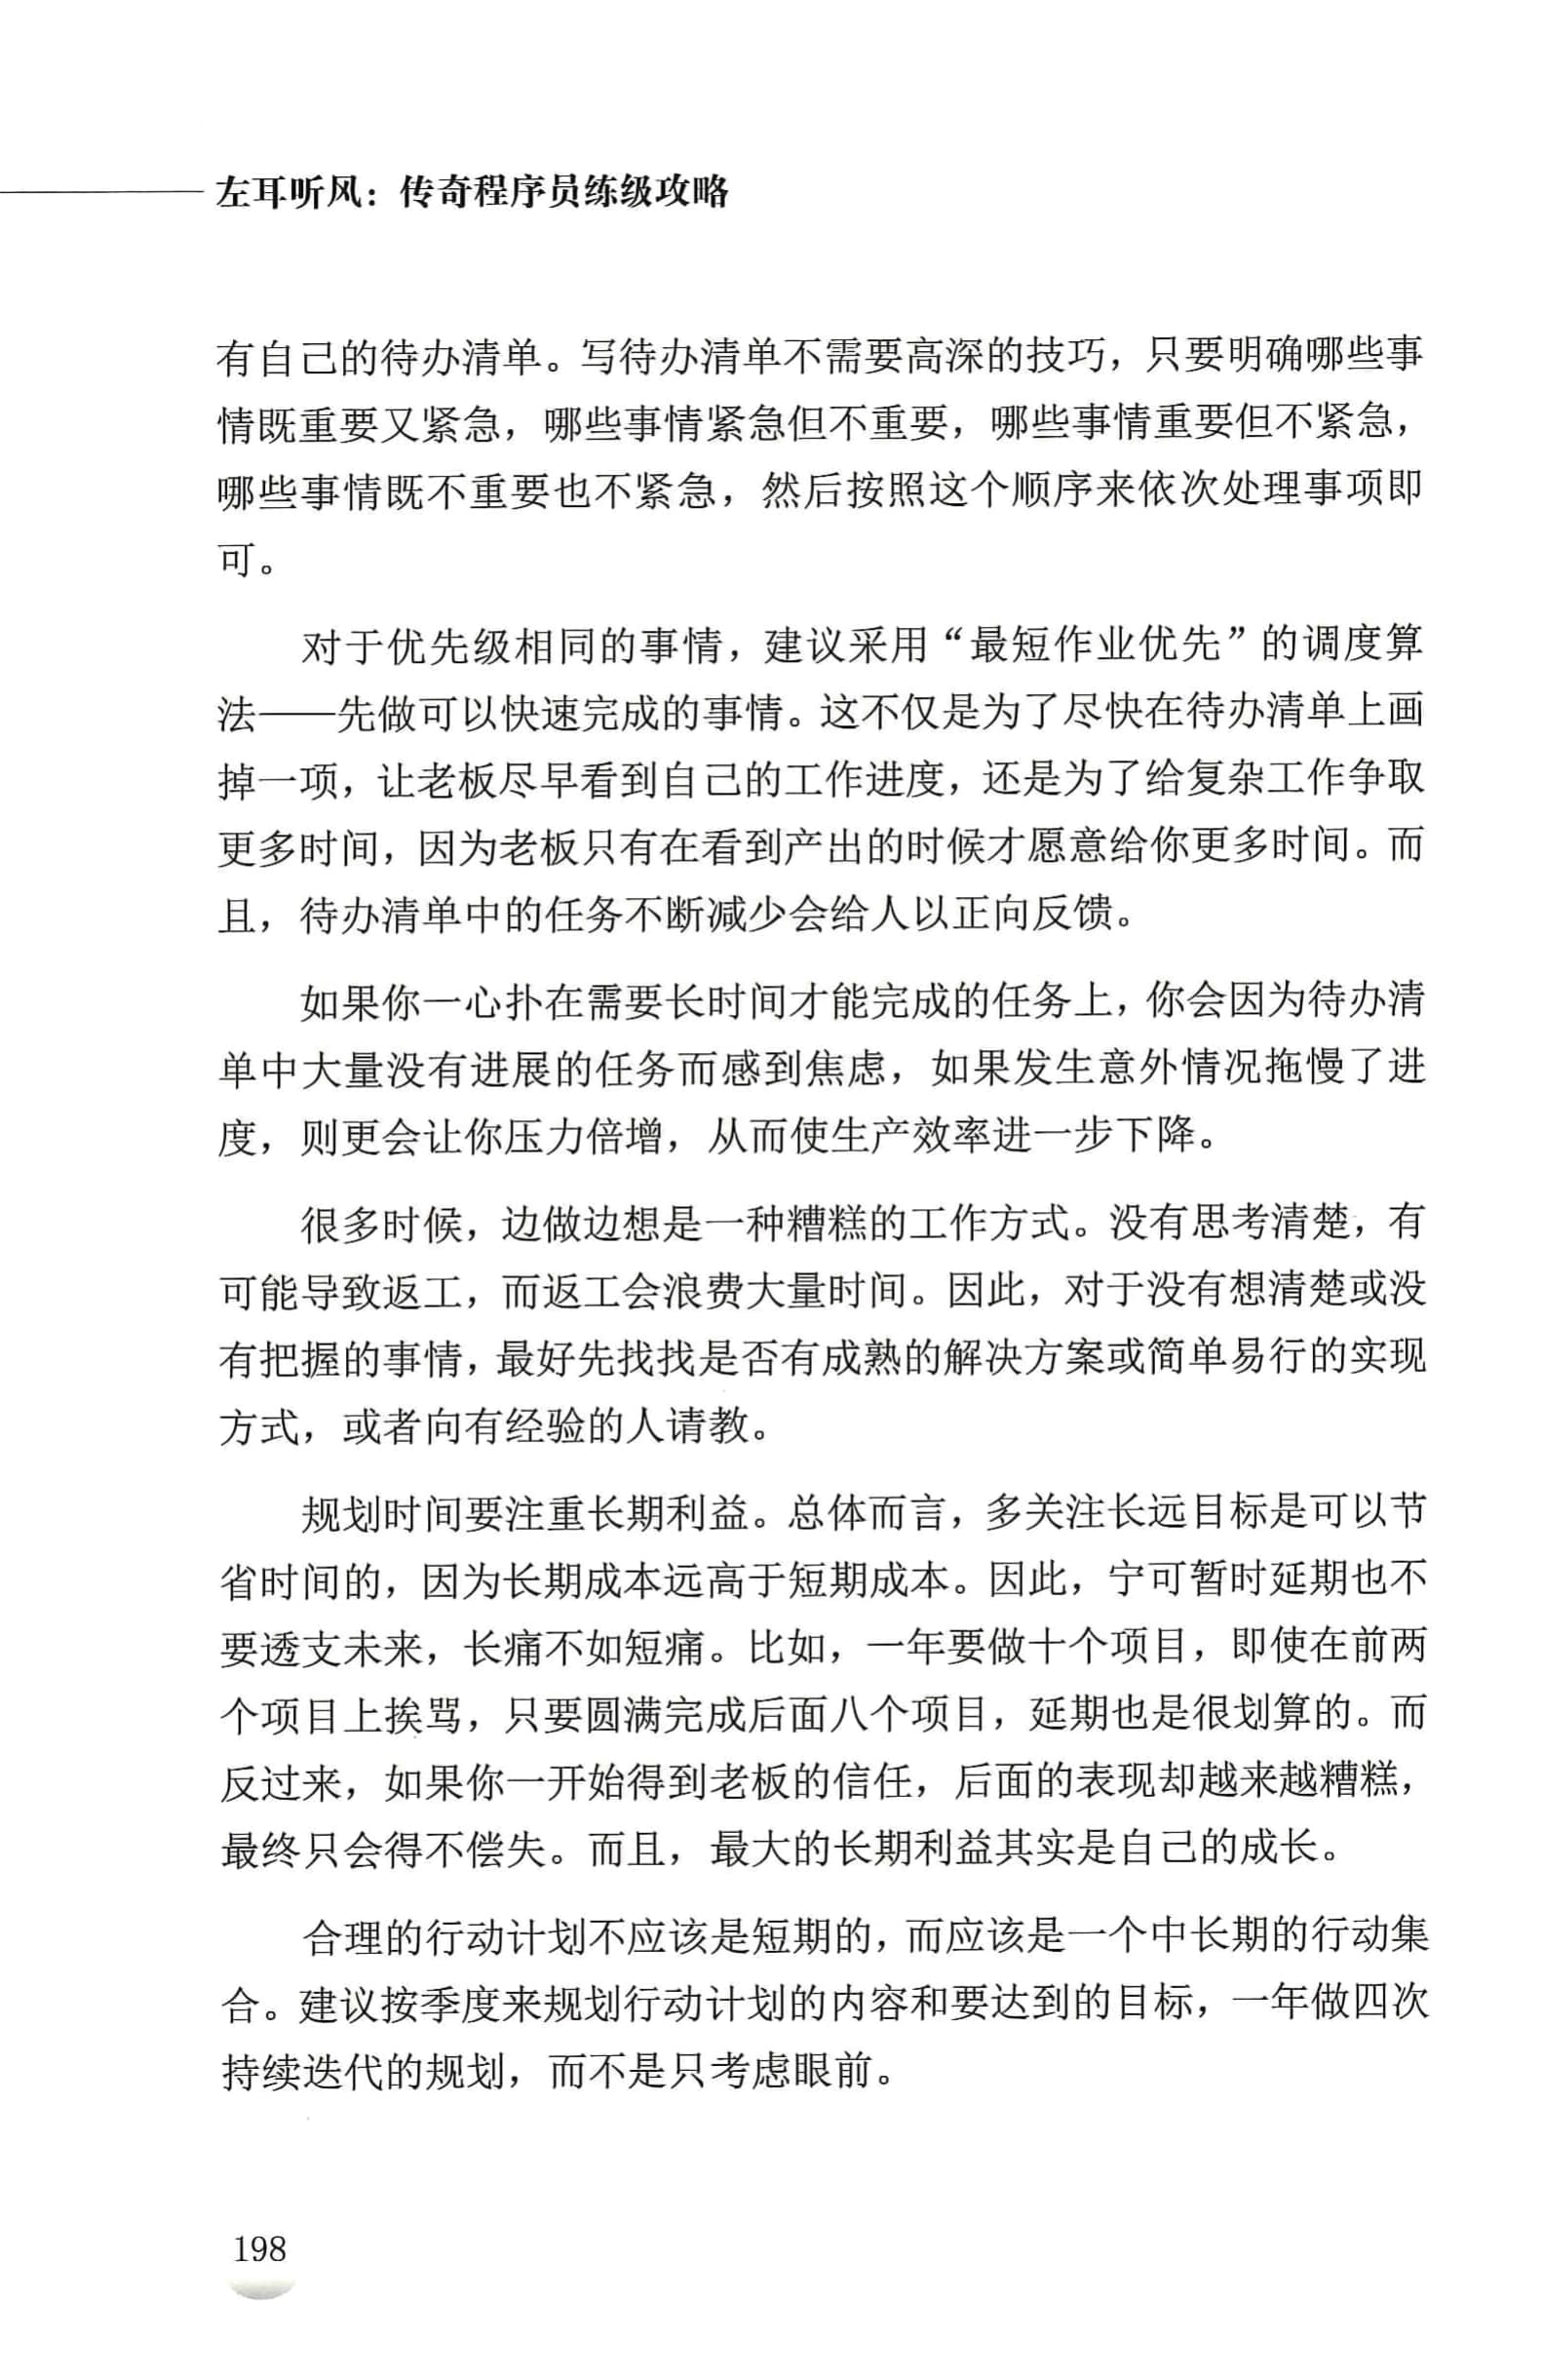 左耳听风：传奇程序员练级攻略
有自己的待办清单。写待办清单不需要高深的技巧，只要明确哪些事
情既重要又紧急，哪些事情紧急但不重要，哪些事情重要但不紧急，
哪些事情既不重要也不紧急，然后按照这个顺序来依次处理事项即
可。
对于优先级相同的事情，建议采用“最短作业优先”的调度算
法——先做可以快速完成的事情。这不仅是为了尽快在待办清单上画
掉一项，让老板尽早看到自己的工作进度，还是为了给复杂工作争取
更多时间，因为老板只有在看到产出的时候才愿意给你更多时间。而
且，待办清单中的任务不断减少会给人以正向反馈。
如果你一心扑在需要长时间才能完成的任务上，你会因为待办清
单中大量没有进展的任务而感到焦虑，如果发生意外情况拖慢了进
度，则更会让你压力倍增，从而使生产效率进一步下降。
很多时候，边做边想是一种糟糕的工作方式。没有思考清楚，有
可能导致返工，而返工会浪费大量时间。因此，对于没有想清楚或没
有把握的事情，最好先找找是否有成熟的解决方案或简单易行的实现
方式，或者向有经验的人请教。
规划时间要注重长期利益。总体而言，多关注长远目标是可以节
省时间的，因为长期成本远高于短期成本。因此，宁可暂时延期也不
要透支未来，长痛不如短痛。比如，一年要做十个项目，即使在前两
个项目上挨骂，只要圆满完成后面八个项目，延期也是很划算的。而
反过来，如果你一开始得到老板的信任，后面的表现却越来越糟糕，
最终只会得不偿失。而且，最大的长期利益其实是自己的成长。
合理的行动计划不应该是短期的，而应该是一个中长期的行动集
合。建议按季度来规划行动计划的内容和要达到的目标，一年做四次
持续迭代的规划，而不是只考虑眼前。
198